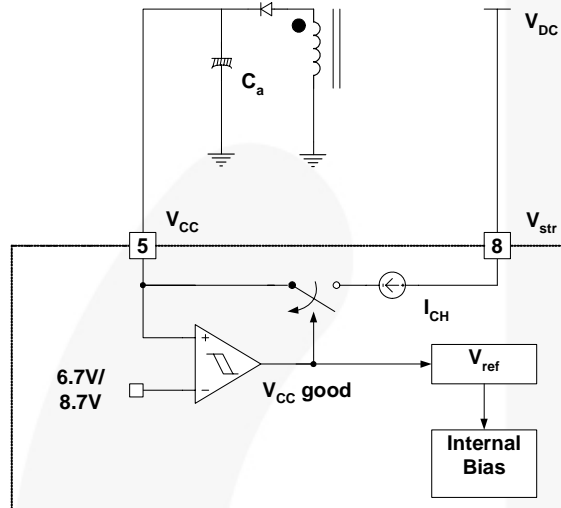 V_DC
C_a
V_CC
V_str
5
8
I_CH
+
6.7V/
8.7V
−
V_CC good
V_ref
Internal
Bias